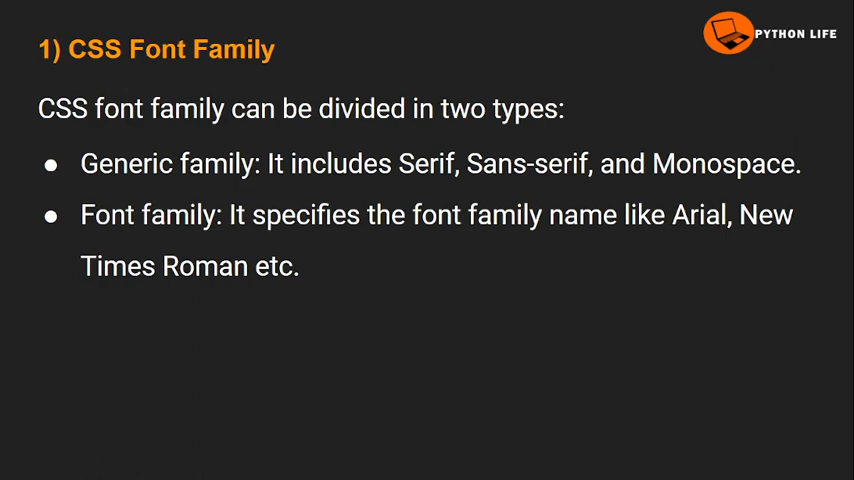 PYTHON LIFE
1) CSS Font Family
CSS font family can be divided in two types:
● Generic family: It includes Serif, Sans-serif, and Monospace.
● Font family: It specifies the font family name like Arial, New
Times Roman etc.